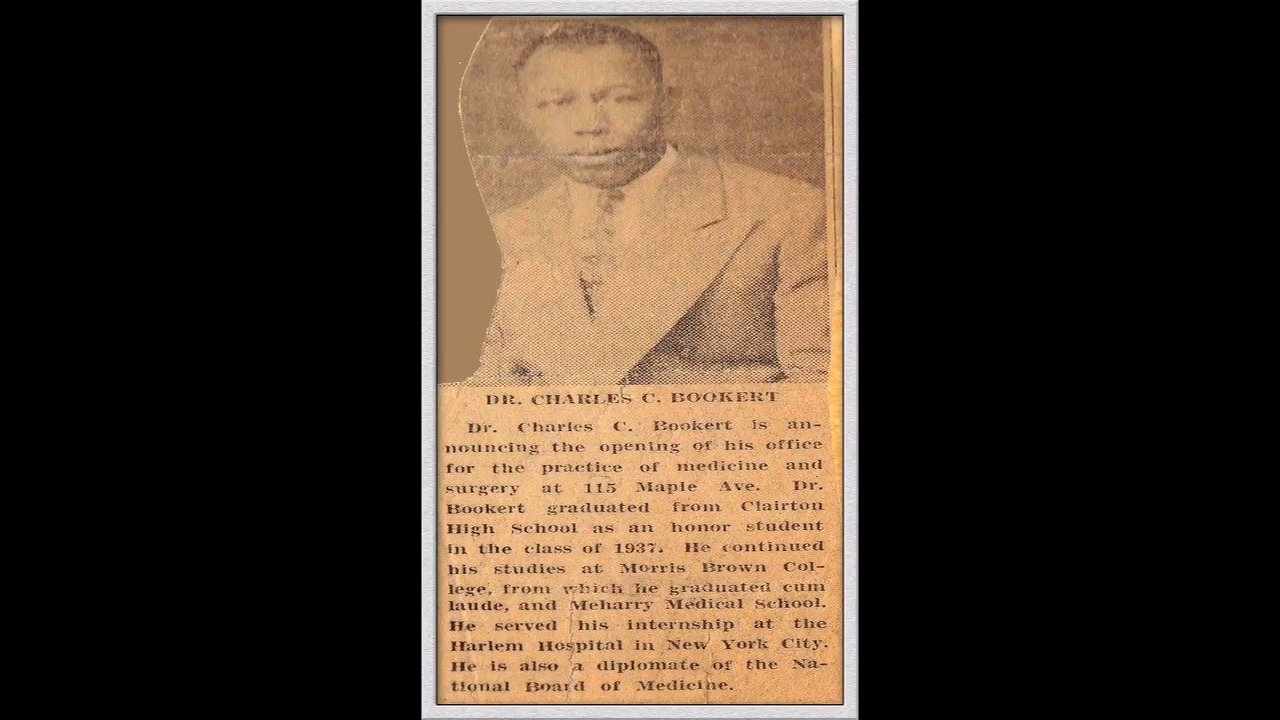 DR. CHARLES C. BOOKERT
Dr. Charles C. Bookert is an-
nouncing the opening of his office
for the practice of medicine and
surgery at 115 Maple Ave. Dr.
Bookert graduated from Clairton
High School as an honor student
in the class of 1937. He continued
his studies at Morris Brown Col-
lege, from which he graduated cum
laude, and Meharry Medical School.
He served his internship at the
Harlem Hospital in New York City.
He is also a diplomate of the Na-
tional Board of Medicine.